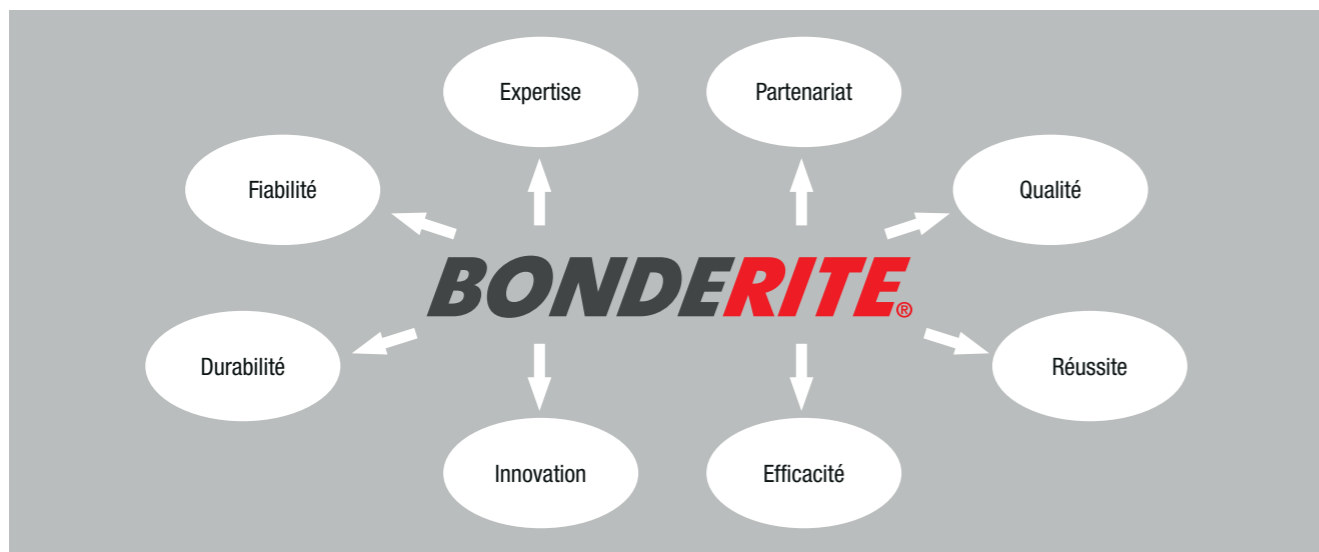 Expertise
Partenariat
Fiabilité
Qualité
BONDERITE®
Durabilité
Réussite
Innovation
Efficacité